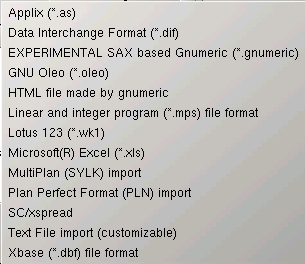 Applix (*.as)
Data Interchange Format (*.dif)
EXPERIMENTAL SAX based Gnumeric (*.gnumeric)
GNU Oleo (*.oleo)
HTML file made by gnumeric
Linear and integer program (*.mps) file format
Lotus 123 (*.wk1)
Microsoft(R) Excel (*.xls)
MultiPlan (SYLK) import
Plan Perfect Format (PLN) import
SC/xspread
Text File import (customizable)
Xbase (*.dbf) file format